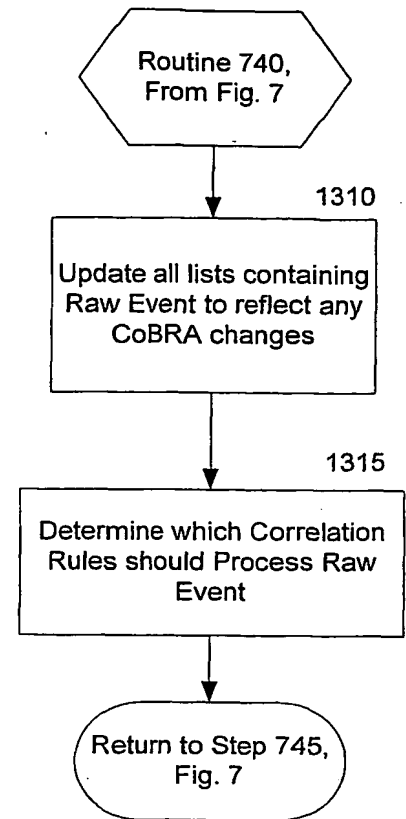 Routine 740,
From Fig. 7
1310
Update all lists containing
Raw Event to reflect any
CoBRA changes
1315
Determine which Correlation
Rules should Process Raw
Event
Return to Step 745,
Fig. 7